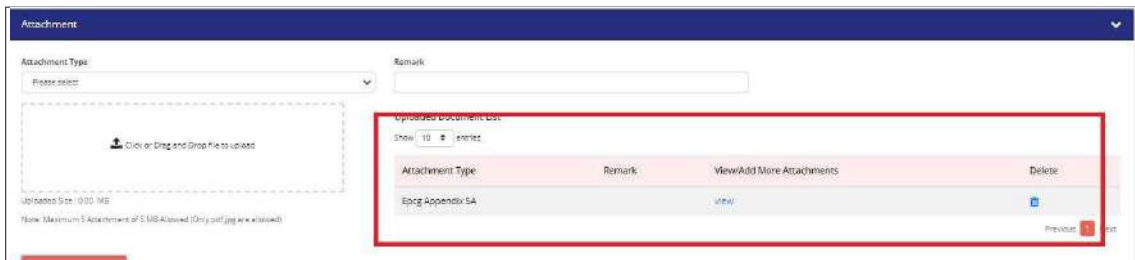 Attachment
Attachment Type
Remark
Please select
Uploaded Document List
Show 10 entries
Click or Drag and Drop file to upload
Attachment Type Remark View/Add More Attachments Delete
Epcg Appendix 5A view
Uploaded Size : 0.00 MB
Note: Maximum 5 Attachment of 5 MB Allowed (Only pdf,jpg are allowed)
Previous 1 Next